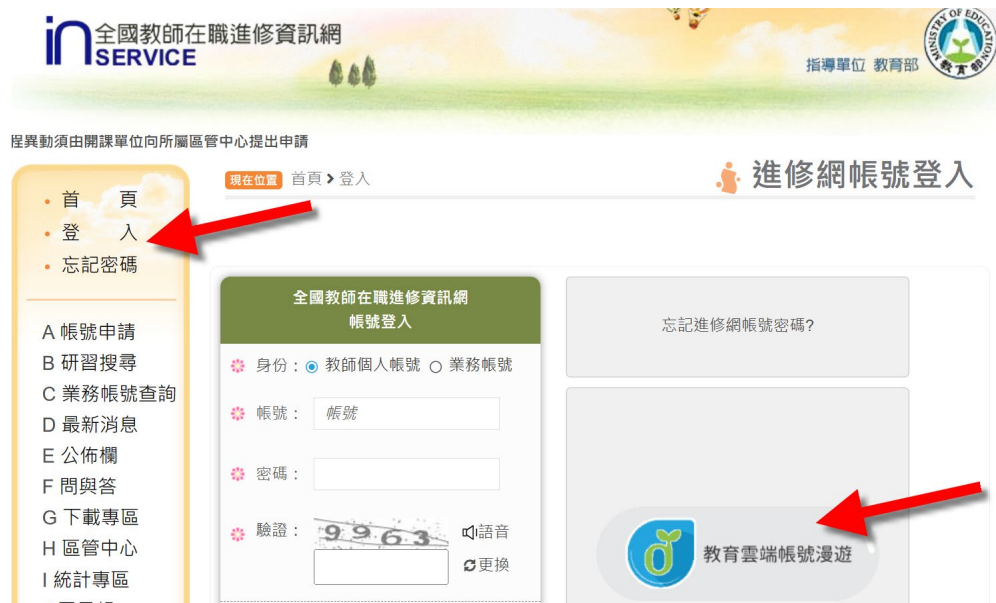 in 全國教師在職進修資訊網
SERVICE
MINISTRY OF EDUCATION
教育部
指導單位 教育部
程異動須由開課單位向所屬區管中心提出申請
首 頁
登 入
忘記密碼
A 帳號申請
B 研習搜尋
C 業務帳號查詢
D 最新消息
E 公佈欄
F 問與答
G 下載專區
H 區管中心
I 統計專區
現在位置 首頁 登入
進修網帳號登入
全國教師在職進修資訊網
帳號登入
身份： 教師個人帳號 業務帳號
帳號： 帳號
密碼：
驗證： 9963 語音
更換
忘記進修網帳號密碼?
教育雲端帳號漫遊